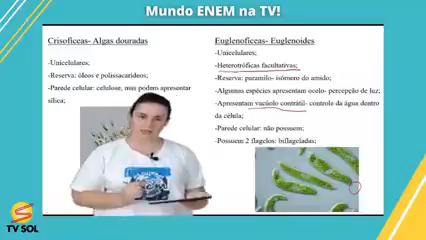 Mundo ENEM na TV!
Crisofíceas- Algas douradas
-Unicelulares;
-Reserva: óleos e polissacarídeos;
-Parede celular: celulose, mas podem apresentar
sílica;
Euglenofíceas- Euglenoides
-Unicelulares;
-Heterotróficas facultativas;
-Reserva: paramilo- isômero do amido;
-Algumas espécies apresentam ocelo- percepção de luz;
-Apresentam vacúolo contrátil- controle da água dentro
da célula;
-Parede celular: não possuem;
-Possuem 2 flagelos: biflageladas;
TV SOL